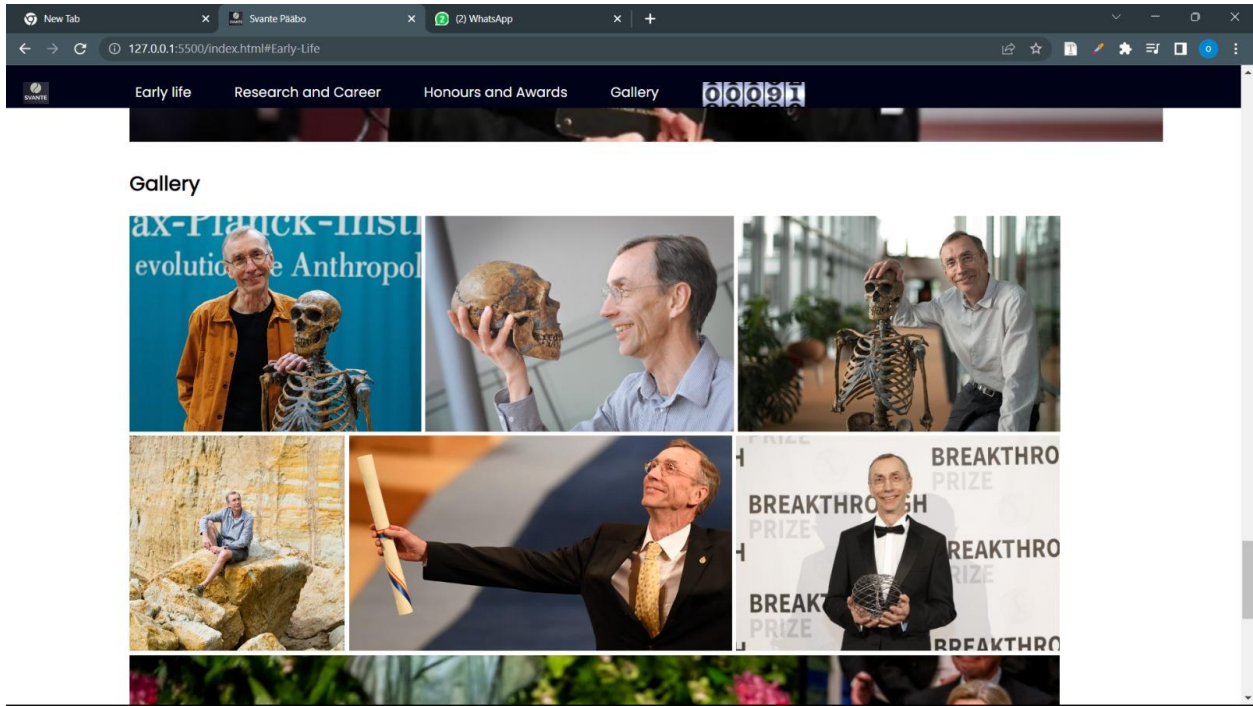 New Tab
Svante Pääbo
(2) WhatsApp
127.0.0.1:5500/index.html#Early-Life
SVANTE
Early life
Research and Career
Honours and Awards
Gallery
00091
Gallery
ax-Planck-Insti
evolutio e Anthropol
PRIZE
H
BREAKTHRO
PRIZE
BREAKTHROUGH
PRIZE
H
REAKTHRO
RIZE
BREAK
PRIZE
BREAKTHRO